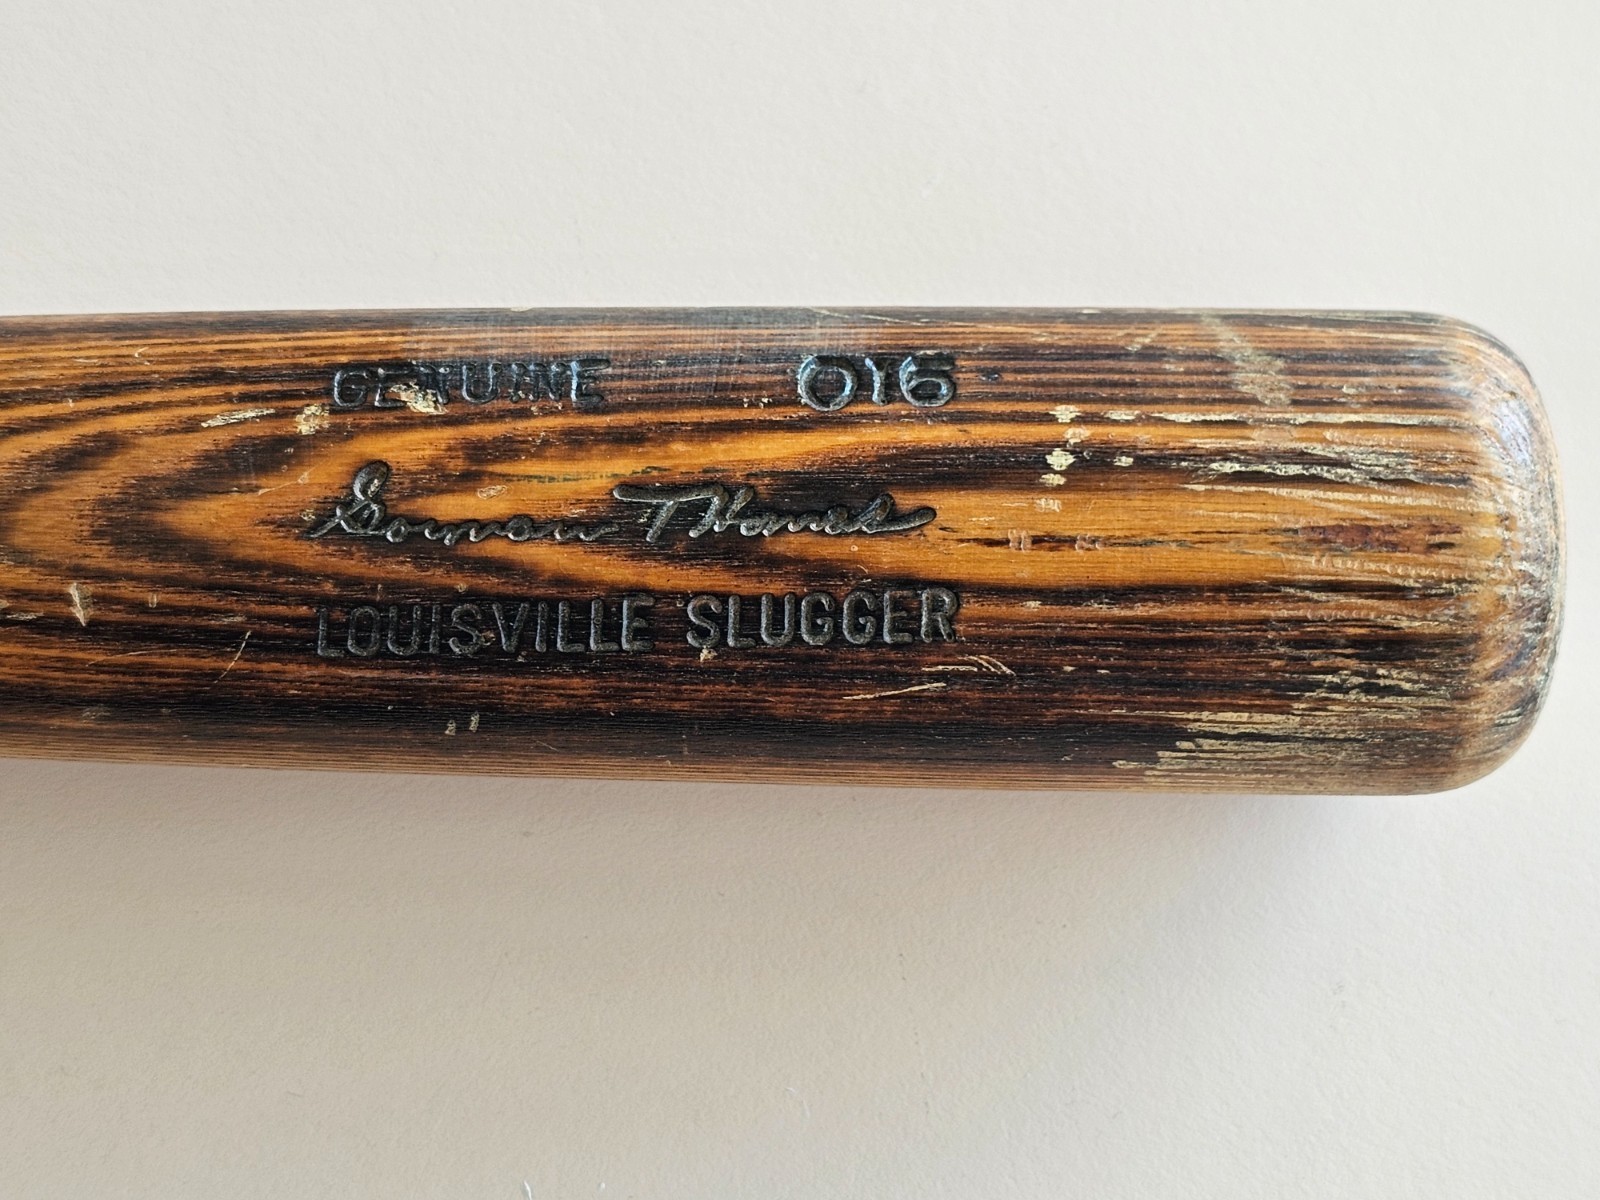 GENUINE O16
Gorman Thomas
LOUISVILLE SLUGGER